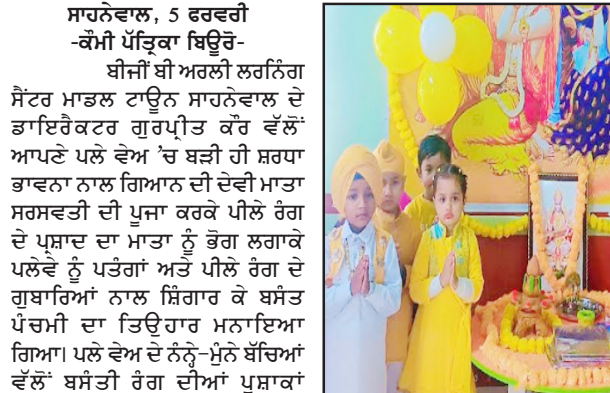 ਸਾਹਨੇਵਾਲ, 5 ਫਰਵਰੀ
-ਕੌਮੀ ਪੱਤ੍ਰਿਕਾ ਬਿਊਰੋ-
ਬੀਜੀਂ ਬੀ ਅਰਲੀ ਲਰਨਿੰਗ
ਸੈਂਟਰ ਮਾਡਲ ਟਾਊਨ ਸਾਹਨੇਵਾਲ ਦੇ
ਡਾਇਰੈਕਟਰ ਗੁਰਪ੍ਰੀਤ ਕੌਰ ਵੱਲੋਂ
ਆਪਣੇ ਪਲੇ ਵੇਅ ’ਚ ਬੜੀ ਹੀ ਸ਼ਰਧਾ
ਭਾਵਨਾ ਨਾਲ ਗਿਆਨ ਦੀ ਦੇਵੀ ਮਾਤਾ
ਸਰਸਵਤੀ ਦੀ ਪੂਜਾ ਕਰਕੇ ਪੀਲੇ ਰੰਗ
ਦੇ ਪ੍ਰਸ਼ਾਦ ਦਾ ਮਾਤਾ ਨੂੰ ਭੋਗ ਲਗਾਕੇ
ਪਲੇਵੇ ਨੂੰ ਪਤੰਗਾਂ ਅਤੇ ਪੀਲੇ ਰੰਗ ਦੇ
ਗੁਬਾਰਿਆਂ ਨਾਲ ਸ਼ਿੰਗਾਰ ਕੇ ਬਸੰਤ
ਪੰਚਮੀ ਦਾ ਤਿਉਹਾਰ ਮਨਾਇਆ
ਗਿਆ। ਪਲੇ ਵੇਅ ਦੇ ਨੰਨ੍ਹੇ-ਮੁੰਨੇ ਬੱਚਿਆਂ
ਵੱਲੋਂ ਬਸੰਤੀ ਰੰਗ ਦੀਆਂ ਪੁਸ਼ਾਕਾਂ